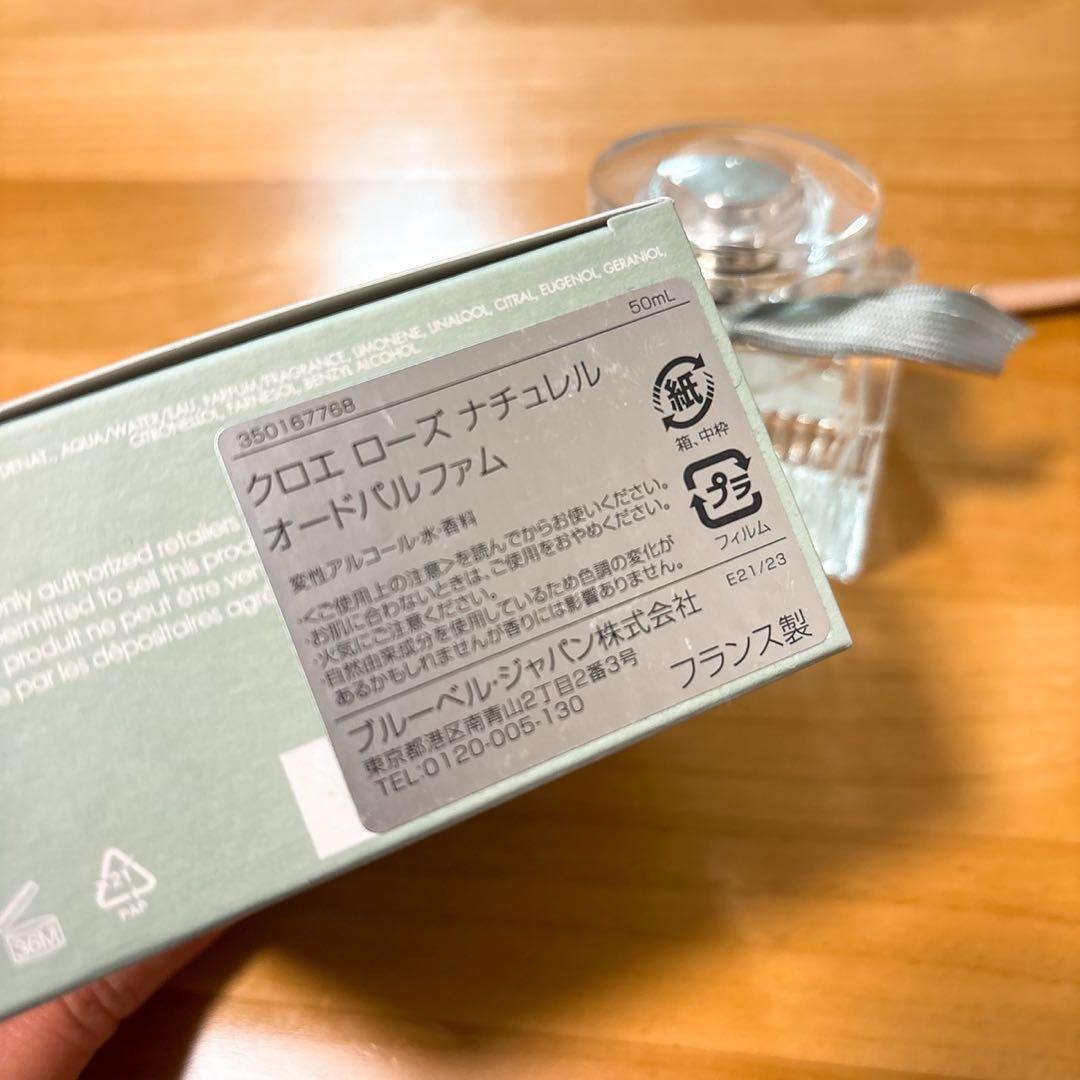 DENAT., AQUA/WATER/EAU, PARFUM/FRAGRANCE, LIMONENE, LINALOOL, CITRAL, EUGENOL, GERANIOL,
CITRONELLOL, FARNESOL, BENZYL ALCOHOL.
only authorized retailers
permitted to sell this
produit ne peut être
par les dépositaires
350167768
50mL
クロエ ローズ ナチュレル
オードパルファム
変性アルコール・水・香料
<ご使用上の注意>を読んでからお使いください。
・お肌に合わないときは、ご使用をおやめください。
・火気にご注意ください。
・自然由来成分を使用しているため色調の変化が
あるかもしれませんが香りには影響ありません。
ブルーベル・ジャパン株式会社
東京都港区南青山2丁目2番3号
TEL:0120-005-130
紙
箱、中枠
プラ
フィルム
E21/23
フランス製
21
PAP
36M